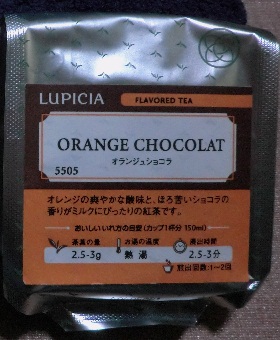 LUPICIA FLAVORED TEA
ORANGE CHOCOLAT
オランジュショコラ
5505
オレンジの爽やかな酸味と、ほろ苦いショコラの
香りがミルクにぴったりの紅茶です。
おいしいいれ方の目安(カップ1杯分 150ml)
茶葉の量 お湯の温度 蒸らし時間
2.5-3g 熱湯 2.5-3分
煎出回数:1〜2回